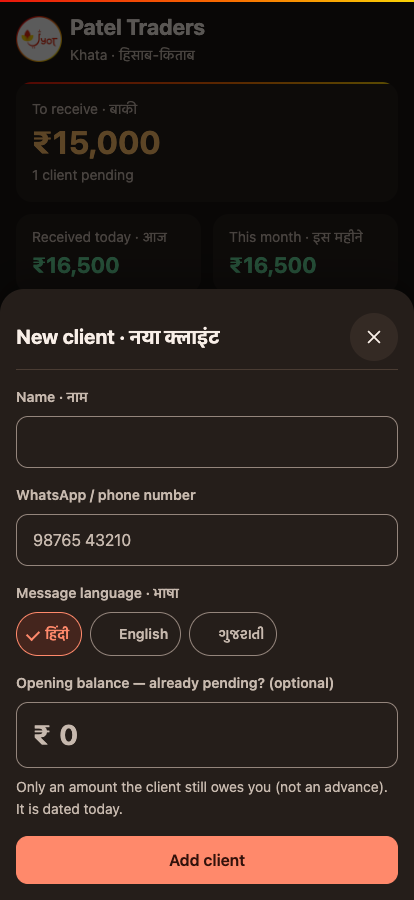 Jyot
Patel Traders
Khata · हिसाब-किताब
To receive · बाकी
₹15,000
1 client pending
Received today · आज
This month · इस महीने
₹16,500
₹16,500
New client · नया क्लाइंट
Name · नाम
WhatsApp / phone number
98765 43210
Message language · भाषा
हिंदी
English
ગુજરાતી
Opening balance — already pending? (optional)
₹ 0
Only an amount the client still owes you (not an advance).
It is dated today.
Add client